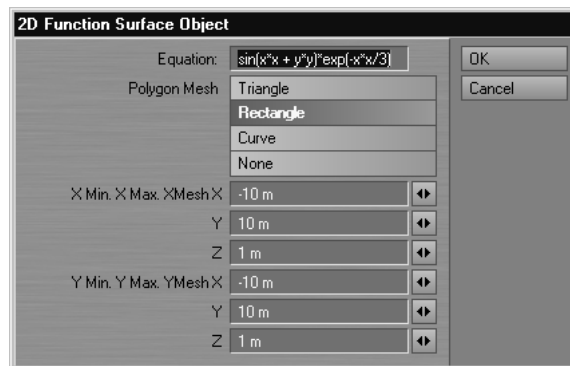 2D Function Surface Object
Equation: sin(x*x + y*y)*exp(-x*x/3)
OK
Polygon Mesh Triangle
Cancel
Rectangle
Curve
None
X Min. X Max. XMesh X -10 m
Y 10 m
Z 1 m
Y Min. Y Max. YMesh X -10 m
Y 10 m
Z 1 m